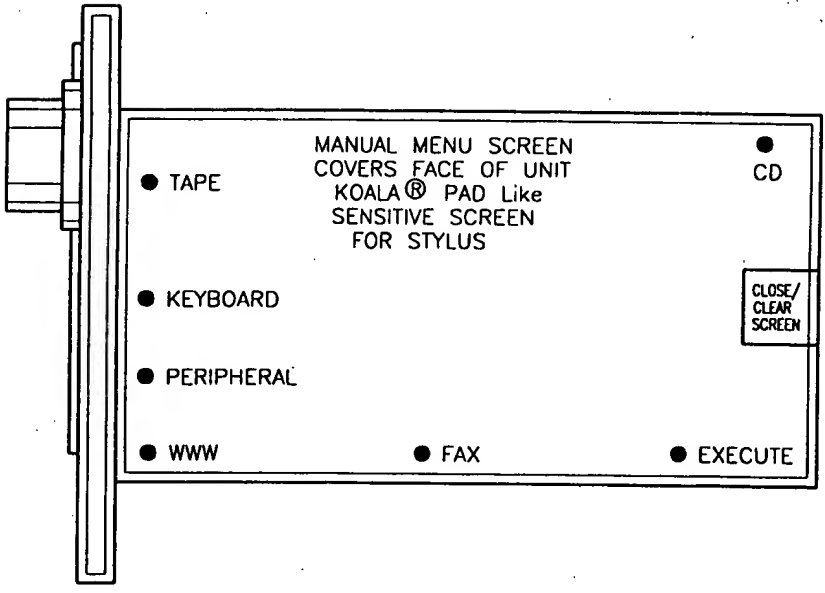 MANUAL MENU SCREEN
COVERS FACE OF UNIT
KOALA® PAD Like
SENSITIVE SCREEN
FOR STYLUS
CD
TAPE
KEYBOARD
CLOSE/
CLEAR
SCREEN
PERIPHERAL
WWW
FAX
EXECUTE